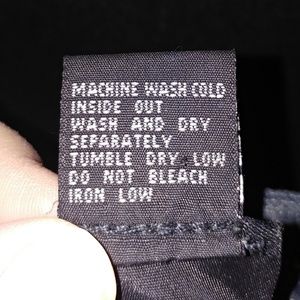 MACHINE WASH COLD
INSIDE OUT
WASH AND DRY
SEPARATELY
TUMBLE DRY LOW
DO NOT BLEACH
IRON LOW